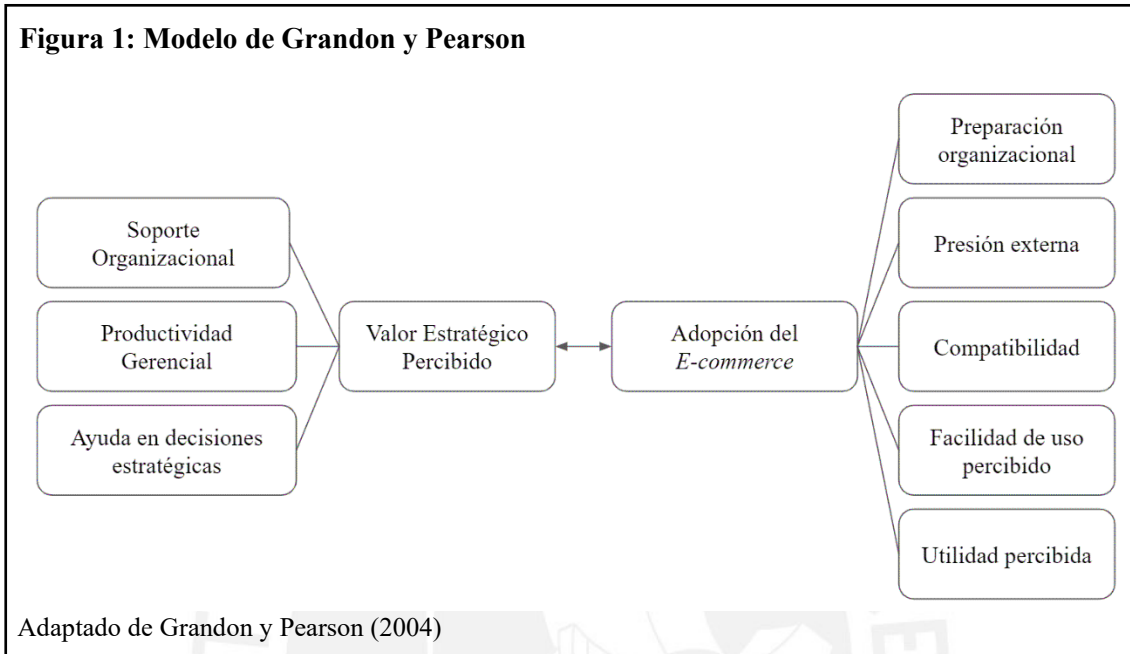 Figura 1: Modelo de Grandon y Pearson
Soporte
Organizacional
Productividad
Gerencial
Ayuda en decisiones
estratégicas
Valor Estratégico
Percibido
Adopción del
E-commerce
Preparación
organizacional
Presión externa
Compatibilidad
Facilidad de uso
percibido
Utilidad percibida
Adaptado de Grandon y Pearson (2004)